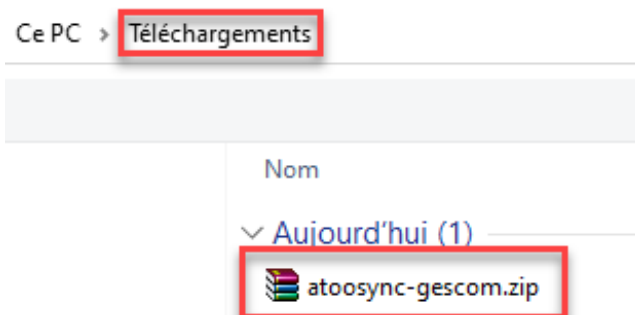 Ce PC > Téléchargements
Nom
Aujourd'hui (1)
atoosync-gescom.zip